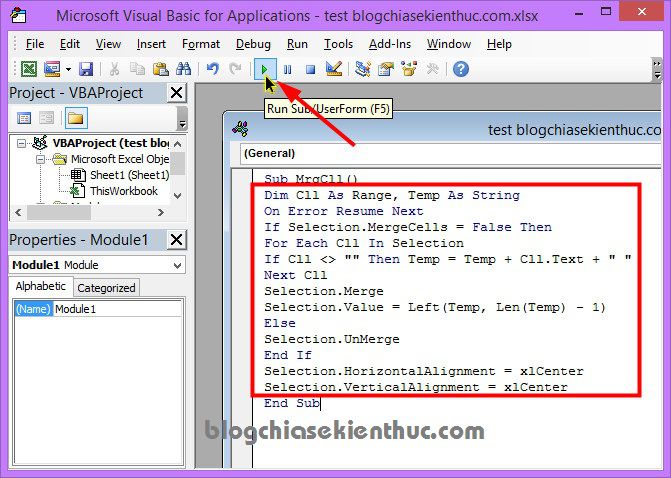 Microsoft Visual Basic for Applications - test blogchiasekienthuc.com.xlsx
File Edit View Insert Format Debug Run
Tools Add-Ins Window Help
Project - VBAProject
Run Sub/UserForm (F5)
test blogchiasekienthuc.com.xlsx
VBAProject (test bl
Microsoft Excel Obje
Sheet1 (Sheet1)
ThisWorkbook
(General)
Sub MrgCll()
Dim Cll As Range, Temp As String
On Error Resume Next
If Selection.MergeCells = False Then
For Each Cll In Selection
If Cll <> "" Then Temp = Temp + Cll.Text + " "
Next Cll
Selection.Merge
Selection.Value = Left(Temp, Len(Temp) - 1)
Else
Selection.UnMerge
End If
Selection.HorizontalAlignment = xlCenter
Selection.VerticalAlignment = xlCenter
End Sub
Properties - Module1
Module1 Module
Alphabetic Categorized
(Name) Module1
blogchiasekienthuc.com